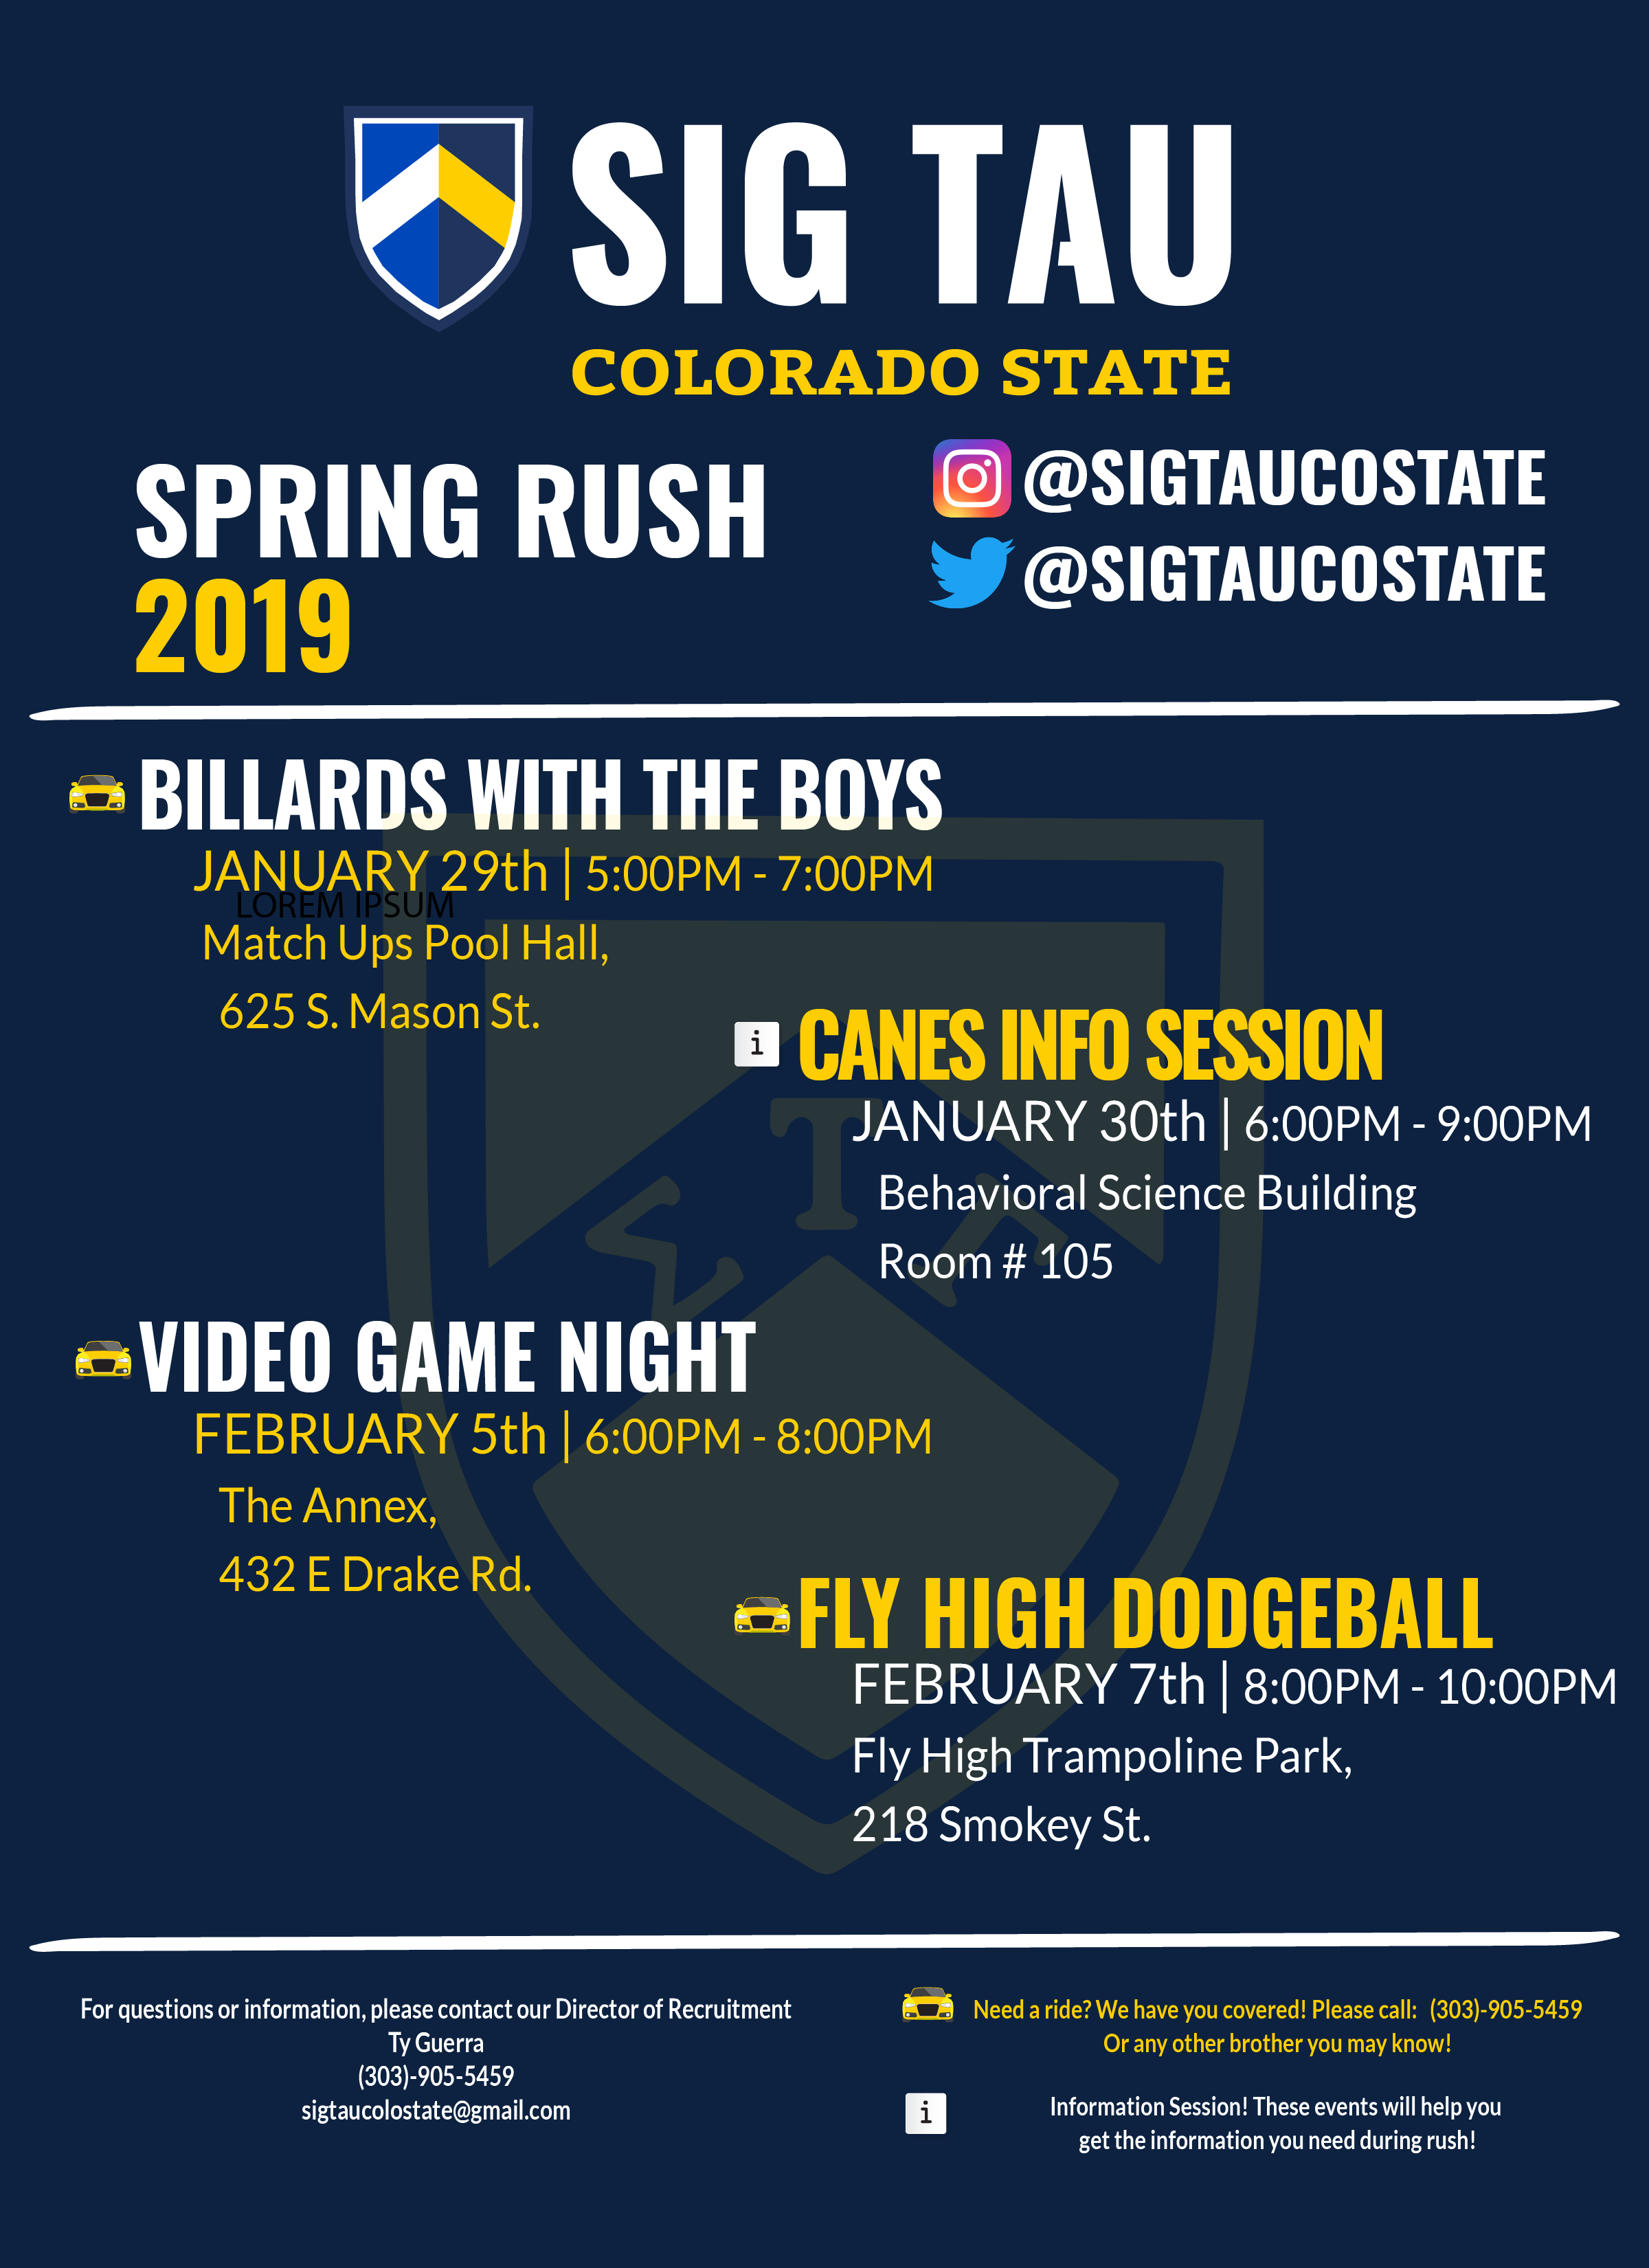 SIG TAU
COLORADO STATE
SPRING RUSH
2019
@SIGTAUCOSTATE
@SIGTAUCOSTATE
BILLARDS WITH THE BOYS
JANUARY 29th | 5:00PM - 7:00PM
LOREM IPSUM
Match Ups Pool Hall,
625 S. Mason St.
i CANES INFO SESSION
JANUARY 30th | 6:00PM - 9:00PM
Behavioral Science Building
Room # 105
Σ Τ Γ
VIDEO GAME NIGHT
FEBRUARY 5th | 6:00PM - 8:00PM
The Annex,
432 E Drake Rd.
FLY HIGH DODGEBALL
FEBRUARY 7th | 8:00PM - 10:00PM
Fly High Trampoline Park,
218 Smokey St.
For questions or information, please contact our Director of Recruitment
Ty Guerra
(303)-905-5459
sigtaucolostate@gmail.com
Need a ride? We have you covered! Please call: (303)-905-5459
Or any other brother you may know!
i Information Session! These events will help you
get the information you need during rush!